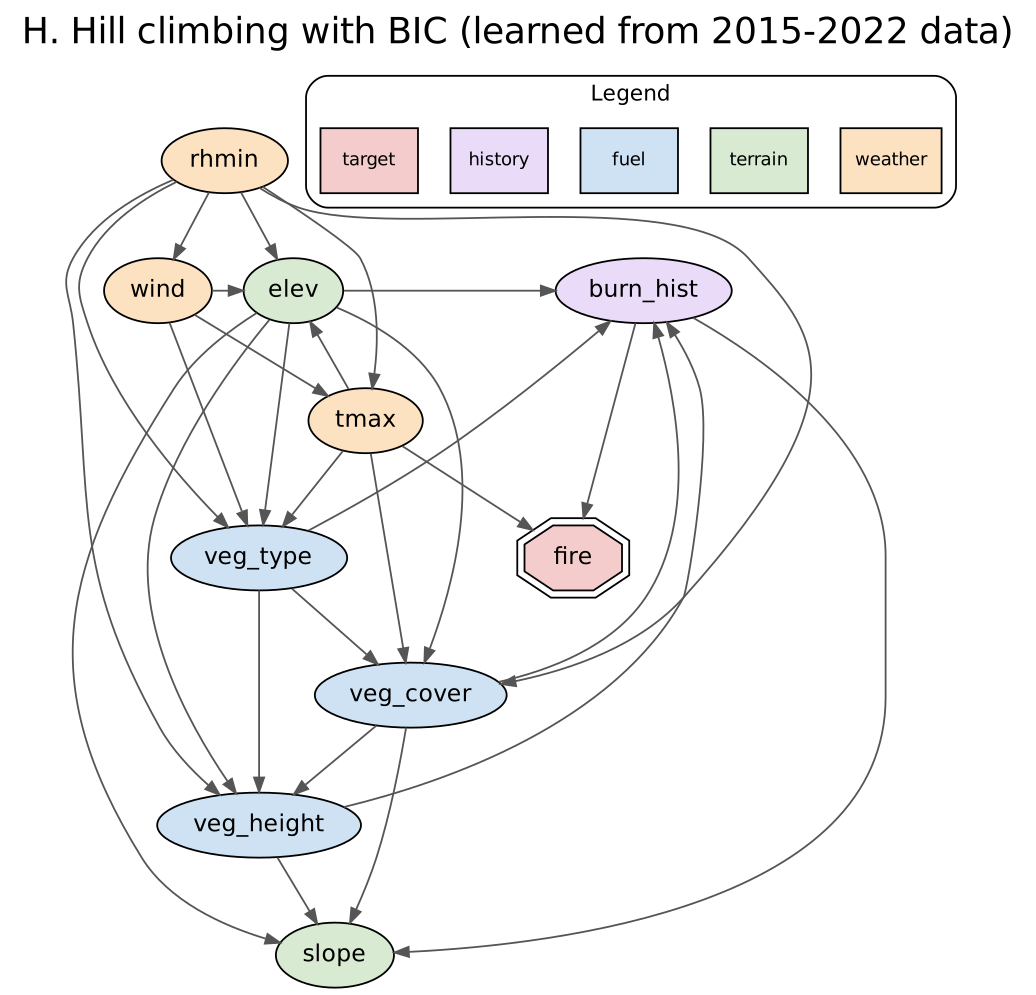 H. Hill climbing with BIC (learned from 2015-2022 data)
Legend
target
history
fuel
terrain
weather
rhmin
wind
elev
burn_hist
tmax
veg_type
fire
veg_cover
veg_height
slope